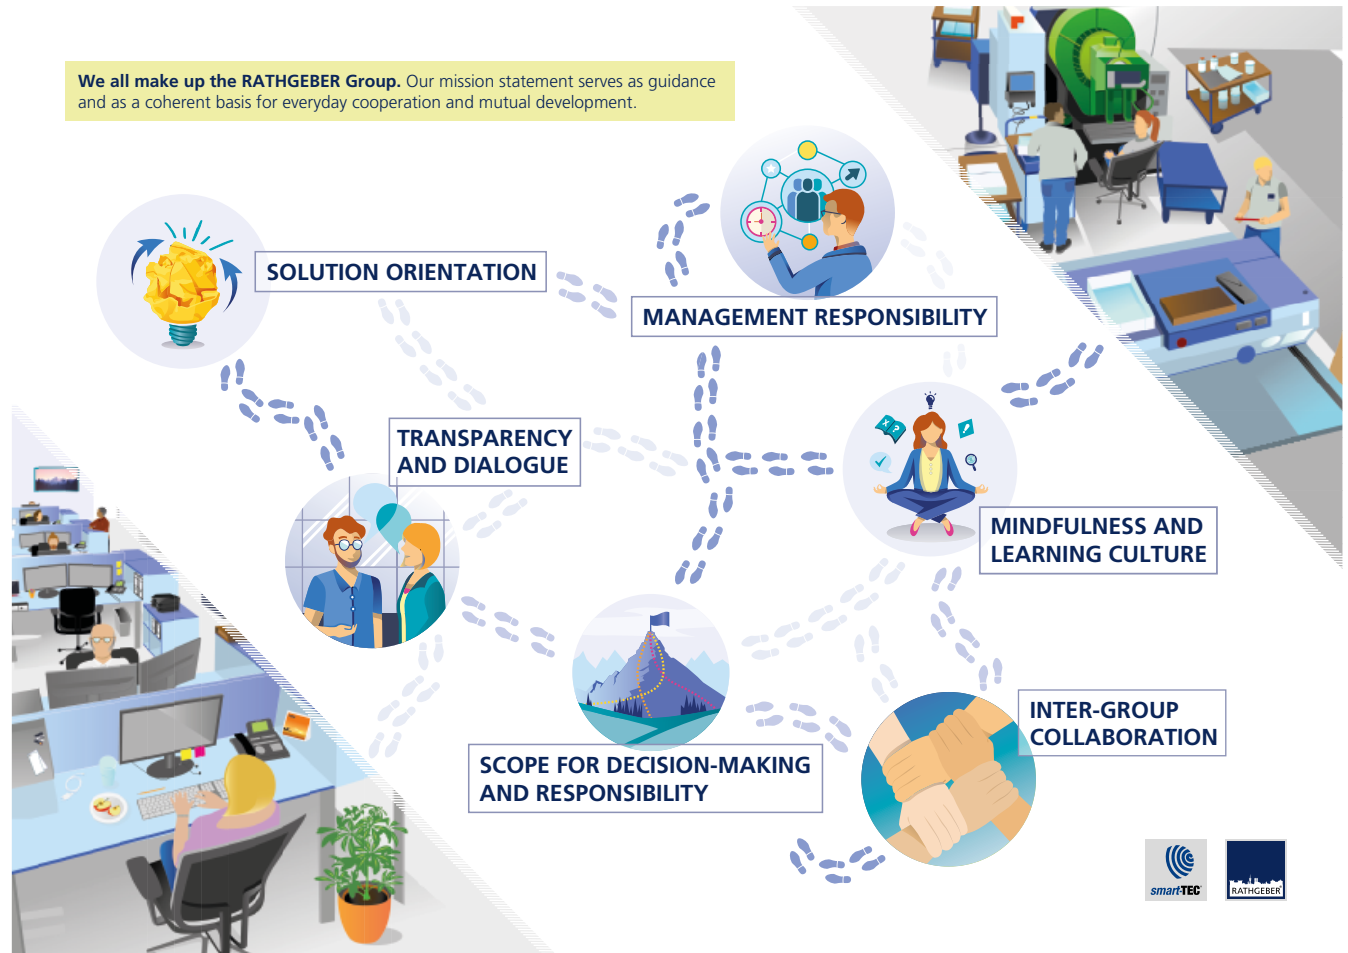 We all make up the RATHGEBER Group. Our mission statement serves as guidance
and as a coherent basis for everyday cooperation and mutual development.
SOLUTION ORIENTATION
MANAGEMENT RESPONSIBILITY
TRANSPARENCY
AND DIALOGUE
MINDFULNESS AND
LEARNING CULTURE
INTER-GROUP
COLLABORATION
SCOPE FOR DECISION-MAKING
AND RESPONSIBILITY
smart-TEC
RATHGEBER